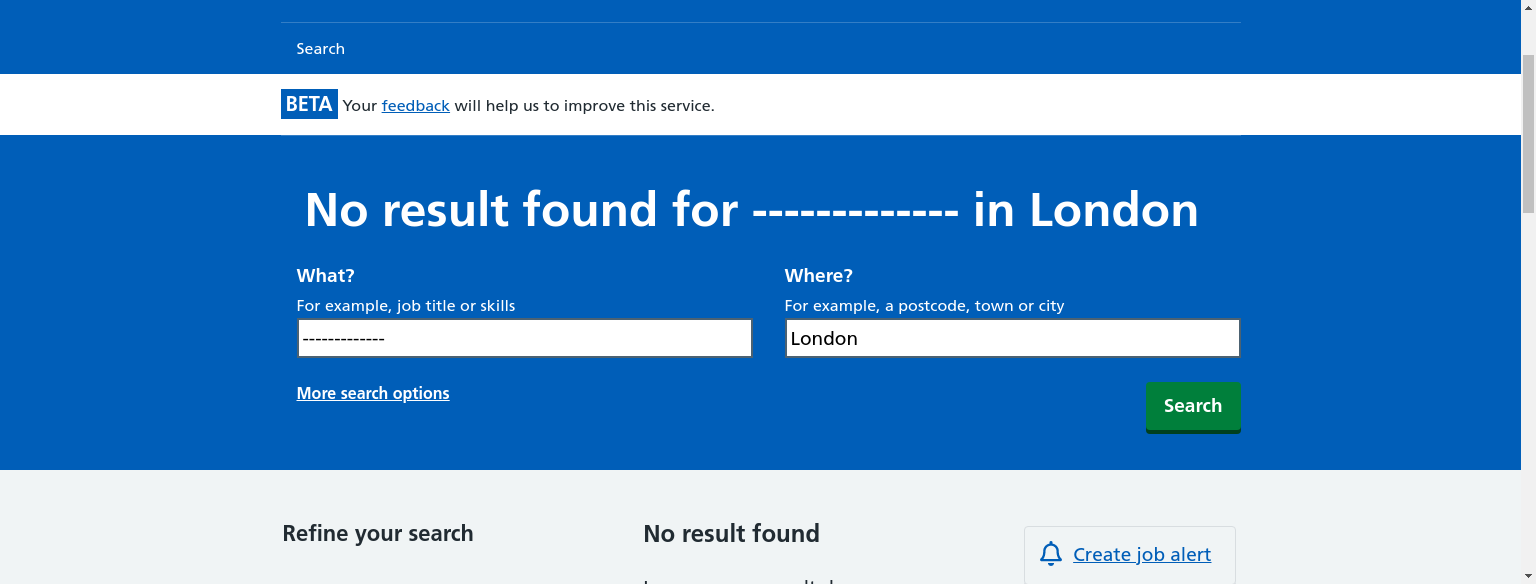 Search
BETA Your feedback will help us to improve this service.
No result found for ------------- in London
What?
Where?
For example, job title or skills
For example, a postcode, town or city
-------------
London
More search options
Search
Refine your search
No result found
Create job alert